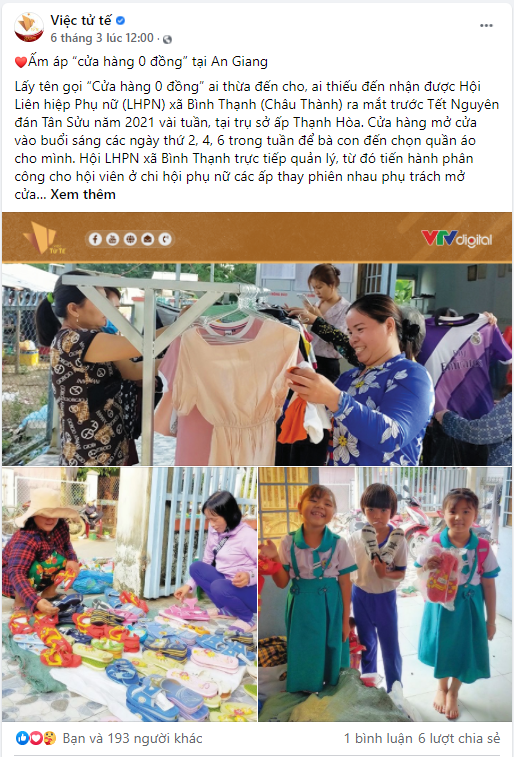 Việc tử tế
6 tháng 3 lúc 12:00 ·
Ấm áp “cửa hàng 0 đồng” tại An Giang
Lấy tên gọi “Cửa hàng 0 đồng” ai thừa đến cho, ai thiếu đến nhận được Hội
Liên hiệp Phụ nữ (LHPN) xã Bình Thạnh (Châu Thành) ra mắt trước Tết Nguyên
đán Tân Sửu năm 2021 vài tuần, tại trụ sở ấp Thạnh Hòa. Cửa hàng mở cửa
vào buổi sáng các ngày thứ 2, 4, 6 trong tuần để bà con đến chọn quần áo
cho mình. Hội LHPN xã Bình Thạnh trực tiếp quản lý, từ đó tiến hành phân
công cho hội viên ở chi hội phụ nữ các ấp thay phiên nhau phụ trách mở
cửa... Xem thêm
TỬ TẾ
VTVdigital
Bạn và 193 người khác
1 bình luận 6 lượt chia sẻ